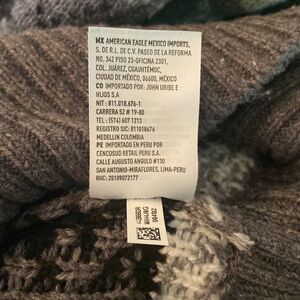 MX AMERICAN EAGLE MÉXICO IMPORTS,
S. DE R.L. DE C.V. PASEO DE LA REFORMA
NO. 342 PISO 23-OFICINA 2301,
COL. JUÁREZ, CUAUHTÉMOC,
CIUDAD DE MÉXICO, 06600, MÉXICO
CO IMPORTADO POR: JOHN URIBE E
HIJOS S.A
NIT : 811.018.676-1
CARRERA 52 # 19-80
TEL: (574) 607 1213
REGISTRO SIC: 811018676
MEDELLIN COLOMBIA
PE IMPORTADO EN PERU POR
CENCOSUD RETAIL PERU S.A.
CALLE AUGUSTO ANGULO #130
SAN ANTONIO-MIRAFLORES, LIMA-PERU
RUC: 20109072177